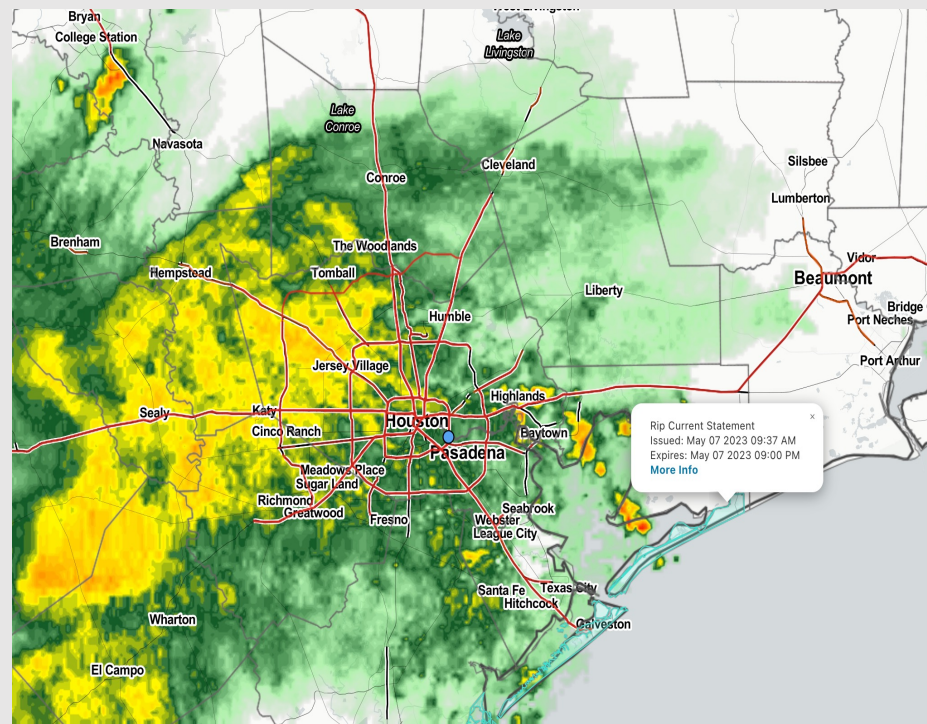 West Livingston
Bryan
College Station
Lake
Livingston
Lake
Conroe
Navasota
Conroe
Cleveland
Silsbee
Lumberton
Brenham
The Woodlands
Hempstead
Tomball
Vidor
Beaumont
Liberty
Bridge
Port Neches
Humble
Port Arthur
Jersey Village
Highlands
Sealy
Katy
Houston
Cinco Ranch
Baytown
Pasadena
×
Rip Current Statement
Issued: May 07 2023 09:37 AM
Expires: May 07 2023 09:00 PM
More Info
Meadows Place
Sugar Land
Richmond
Greatwood
Fresno
Seabrook
Webster
League City
Santa Fe
Texas City
Hitchcock
Galveston
Wharton
El Campo